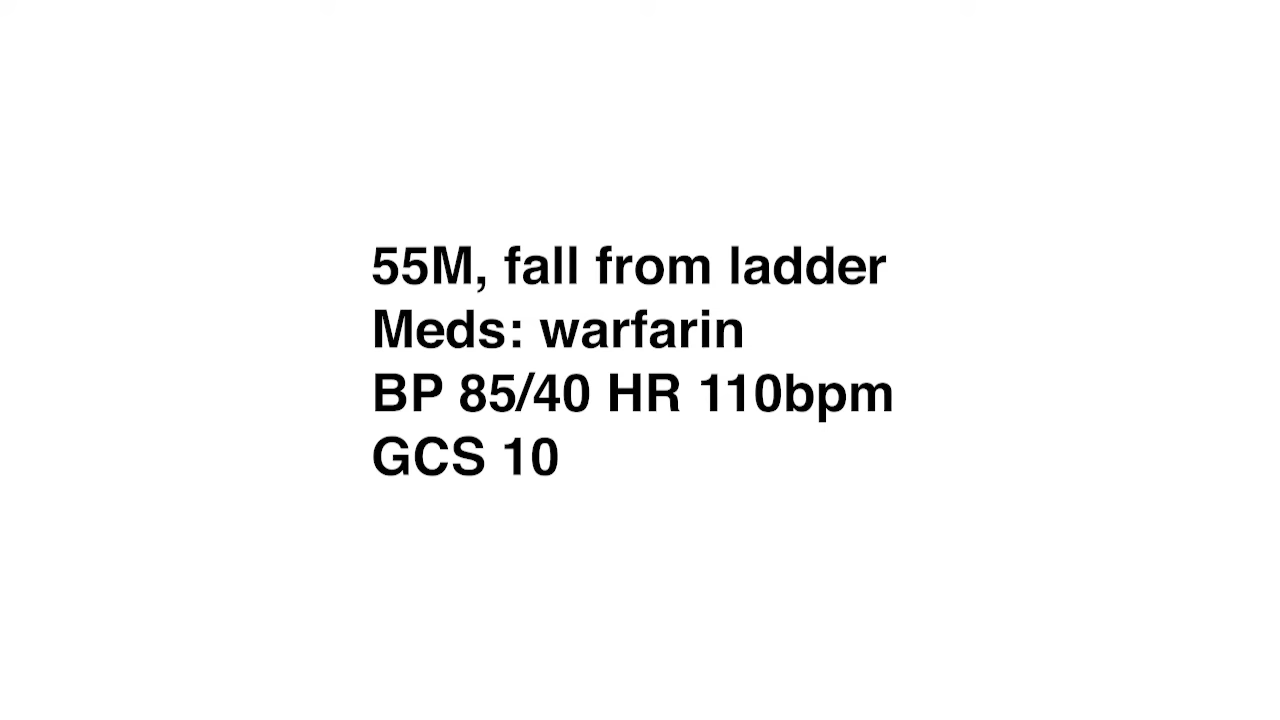 55M, fall from ladder
Meds: warfarin
BP 85/40 HR 110bpm
GCS 10